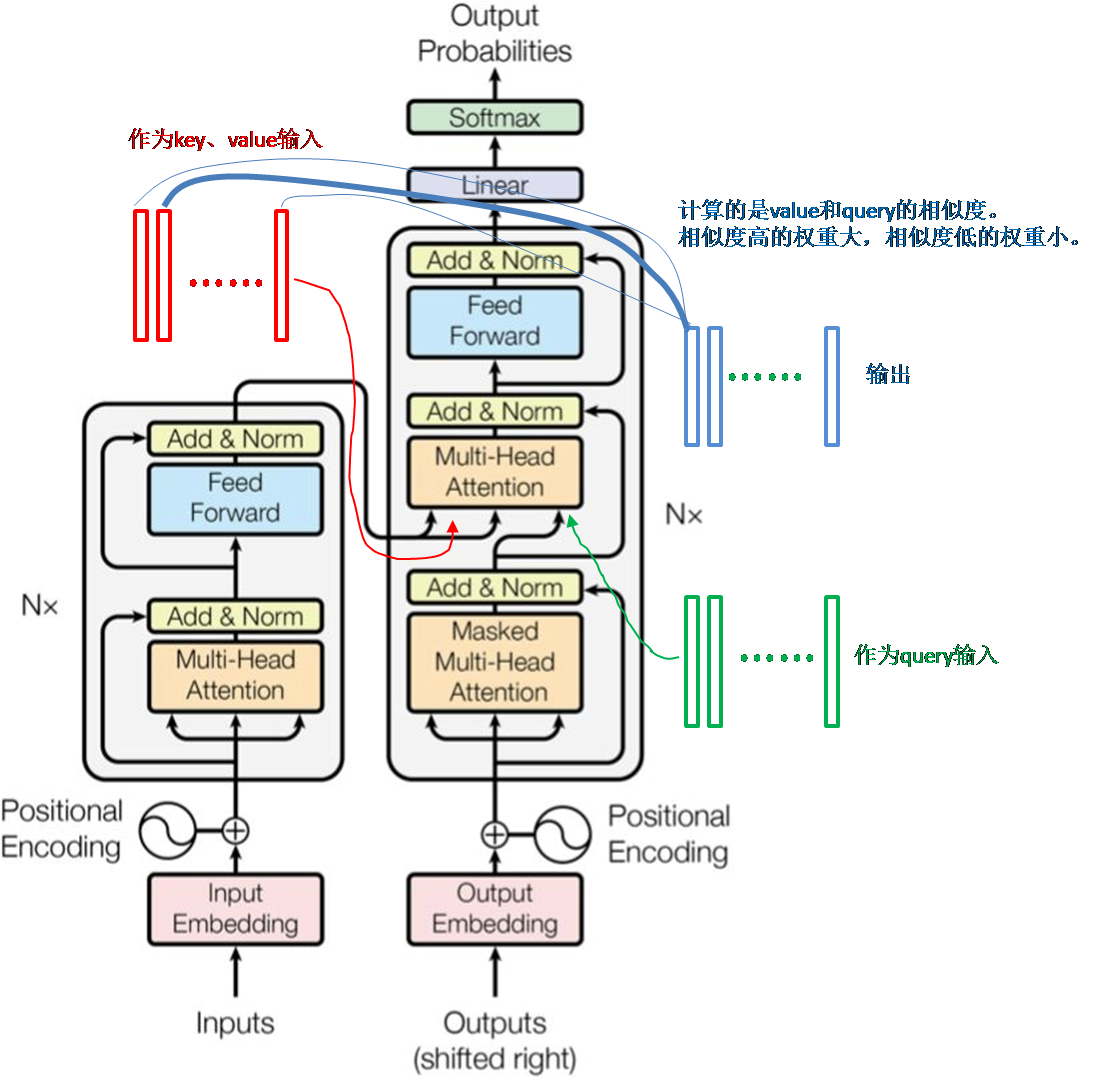 Output
Probabilities
Softmax
作为key、value输入
Linear
计算的是value和query的相似度。
相似度高的权重大，相似度低的权重小。
Add & Norm
Feed
Forward
输出
Add & Norm
Multi-Head
Attention
Add & Norm
Feed
Forward
N×
Add & Norm
Masked
Multi-Head
Attention
N×
Add & Norm
Multi-Head
Attention
作为query输入
Positional
Encoding
Positional
Encoding
Input
Embedding
Output
Embedding
Inputs
Outputs
(shifted right)